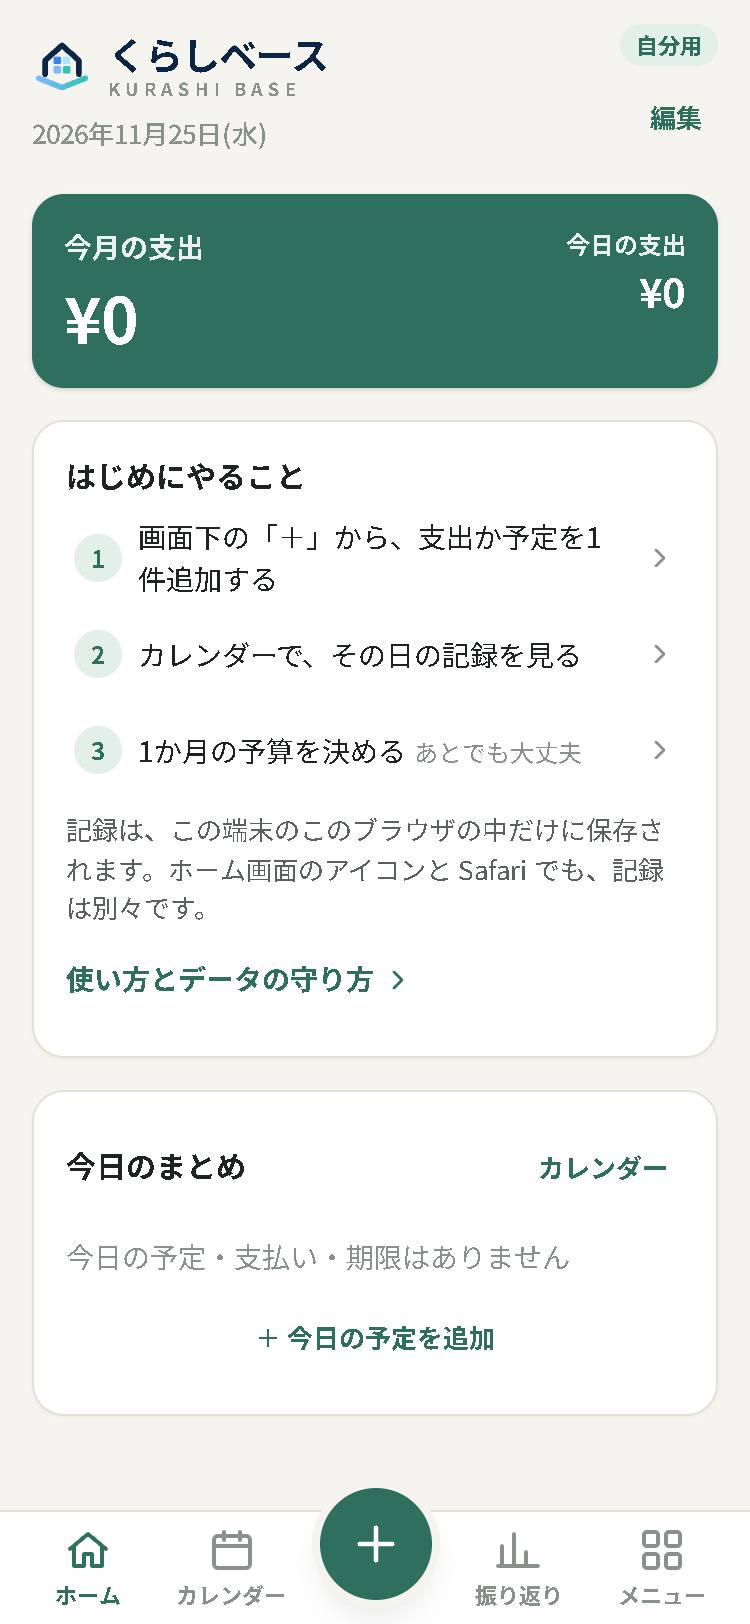 くらしベース
KURASHI BASE
自分用
2026年11月25日(水)
編集
今月の支出
¥0
今日の支出
¥0
はじめにやること
1
画面下の「＋」から、支出か予定を1
件追加する
2
カレンダーで、その日の記録を見る
3
1か月の予算を決める あとでも大丈夫
記録は、この端末のこのブラウザの中だけに保存さ
れます。ホーム画面のアイコンと Safari でも、記録
は別々です。
使い方とデータの守り方
今日のまとめ
カレンダー
今日の予定・支払い・期限はありません
＋ 今日の予定を追加
ホーム
カレンダー
振り返り
メニュー